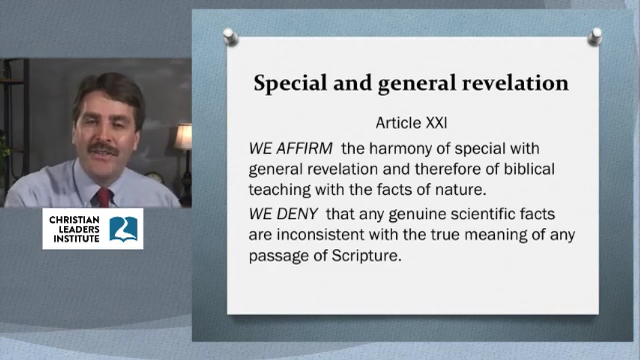 Special and general revelation
Article XXI
WE AFFIRM the harmony of special with
general revelation and therefore of biblical
teaching with the facts of nature.
WE DENY that any genuine scientific facts
are inconsistent with the true meaning of any
passage of Scripture.
CHRISTIAN
LEADERS
INSTITUTE